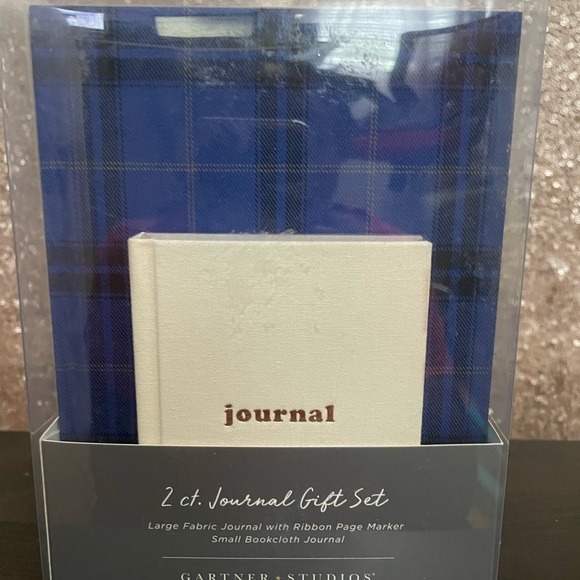 journal
2 ct. Journal Gift Set
Large Fabric Journal with Ribbon Page Marker
Small Bookcloth Journal
GARTNER STUDIOS®